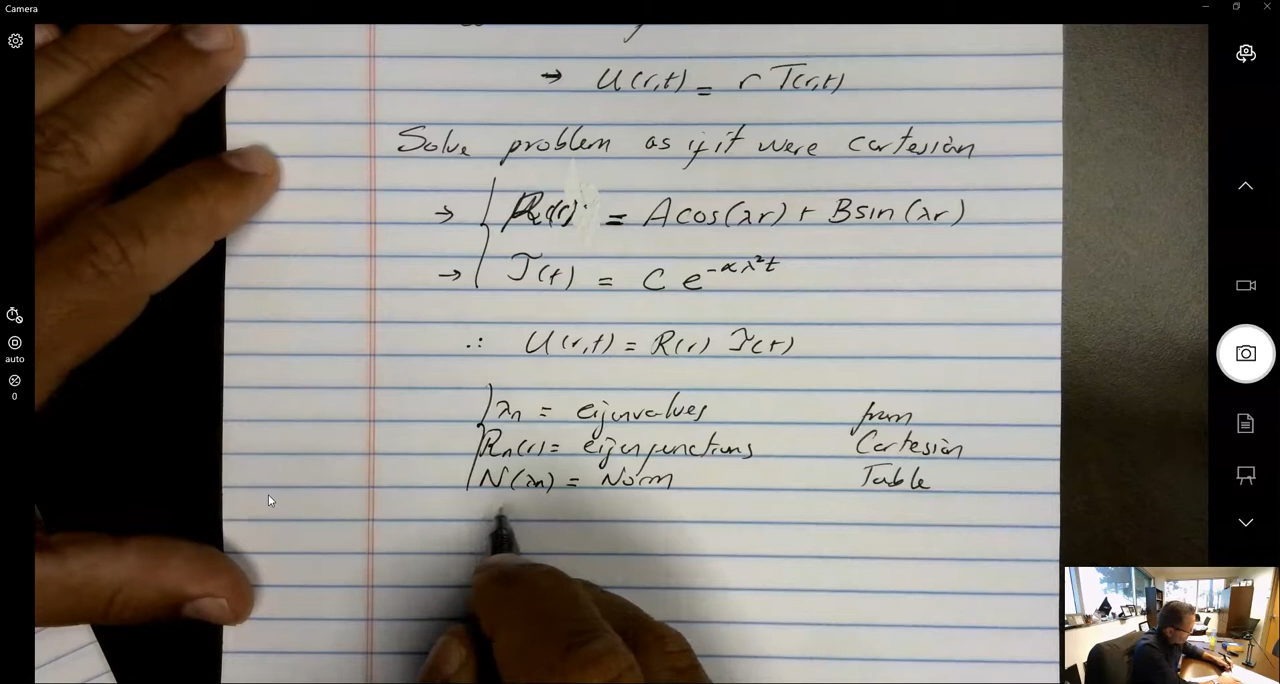 Camera
→ U(r,t) = r T(r,t)
Solve problem as if it were cartesian
→ R(r) = A cos(λr) + B sin(λr)
→ T(t) = C e^{-αλ²t}
∴ U(r,t) = R(r) T(t)
λn = eigenvalues from
Rn(r) = eigenfunctions Cartesian
N(λn) = Norm Table
auto
0